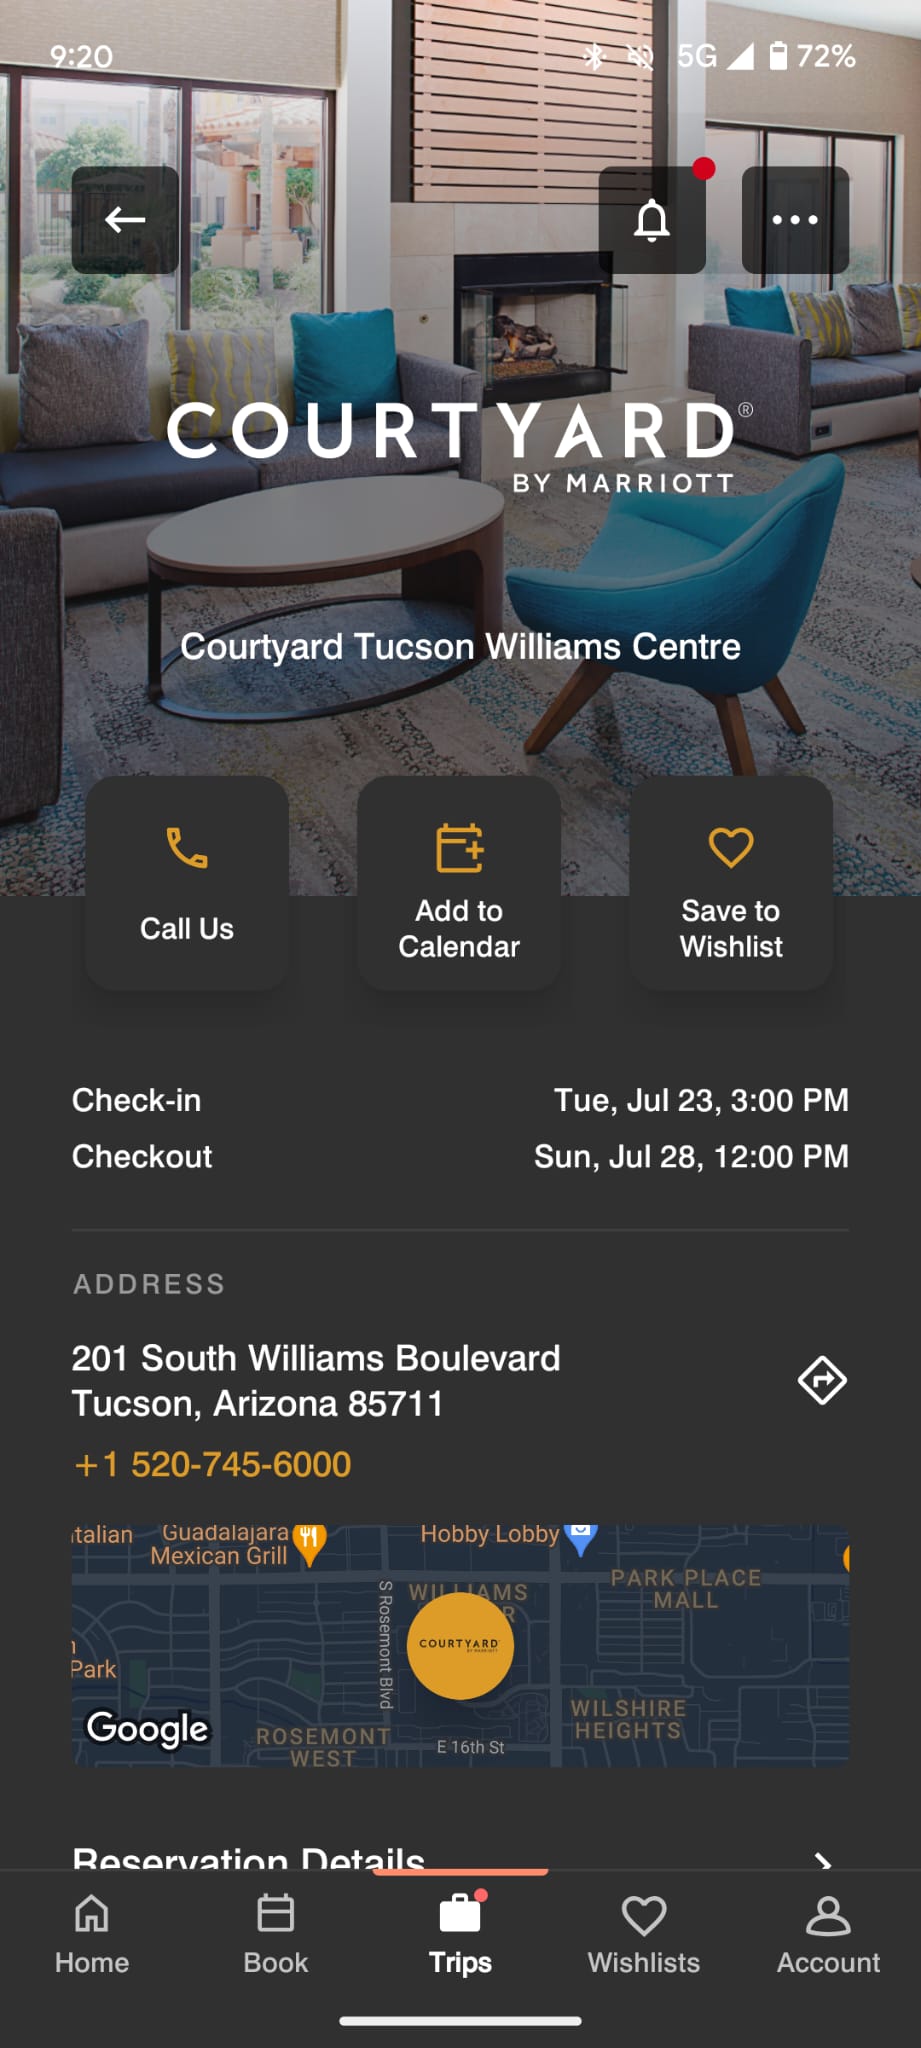 9:20
5G
72%
COURTYARD®
BY MARRIOTT
Courtyard Tucson Williams Centre
Call Us
Add to
Calendar
Save to
Wishlist
Check-in
Tue, Jul 23, 3:00 PM
Checkout
Sun, Jul 28, 12:00 PM
ADDRESS
201 South Williams Boulevard
Tucson, Arizona 85711
+1 520-745-6000
italian
Guadalajara
Mexican Grill
Hobby Lobby
S Rosemont Blvd
WILLIAMS
PARK PLACE
MALL
COURTYARD
BY MARRIOTT
Park
Google
ROSEMONT
WEST
E 16th St
WILSHIRE
HEIGHTS
Reservation Details
Home
Book
Trips
Wishlists
Account